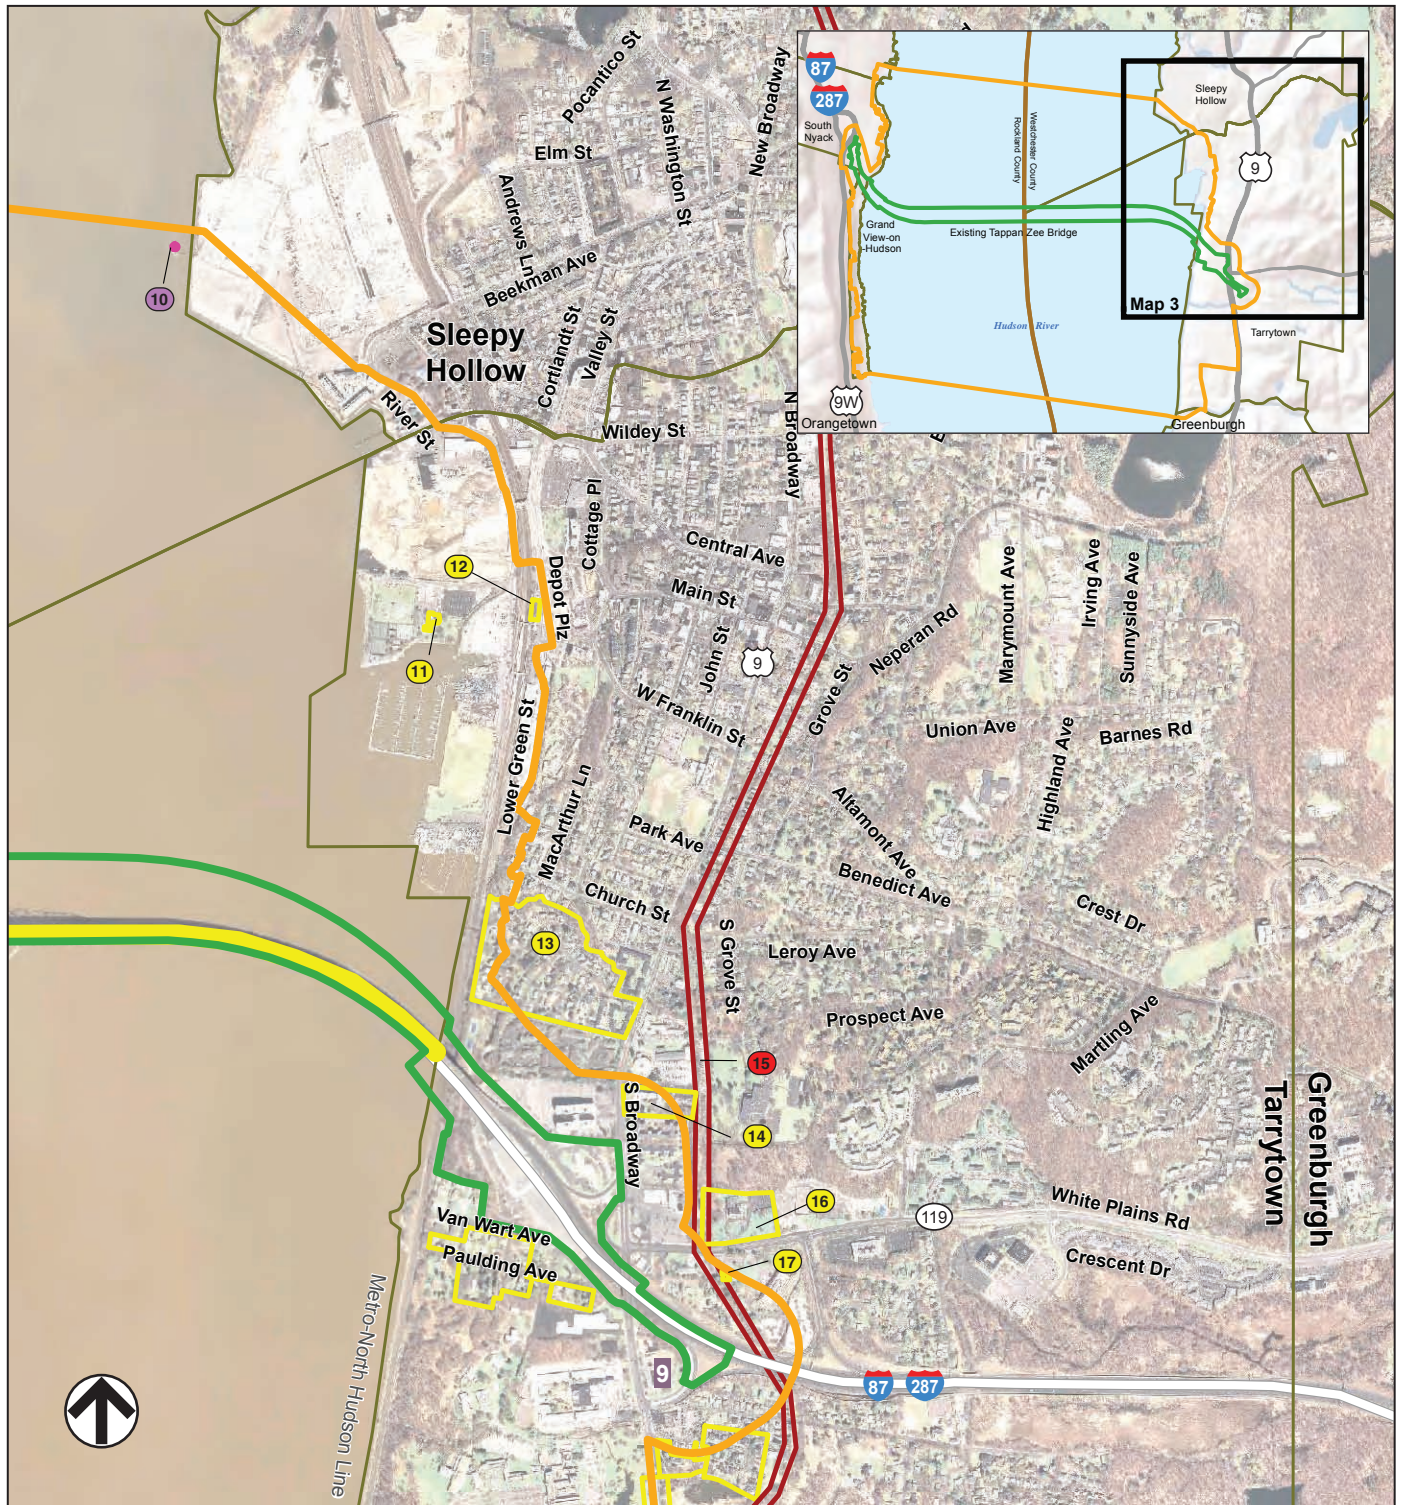 Pocantico St
N Washington St
New Broadway
Elm St
Andrews Ln
Beekman Ave
10
Sleepy
Hollow
Cortlandt St
Valley St
River St
Wildey St
N Broadway
87
287
South
Nyack
Sleepy
Hollow
9
Westchester County
Rockland County
Grand
View-on
-Hudson
Existing Tappan Zee Bridge
Map 3
Hudson River
Tarrytown
9W
Orangetown
Greenburgh
Cottage Pl
Central Ave
12
Depot Plz
Main St
11
John St
9
Neperan Rd
Marymount Ave
Irving Ave
Sunnyside Ave
Grove St
W Franklin St
Lower Green St
Union Ave
Highland Ave
Barnes Rd
MacArthur Ln
Park Ave
Altamont Ave
Benedict Ave
Church St
Crest Dr
13
S Grove St
Leroy Ave
Prospect Ave
Martling Ave
15
S Broadway
14
Greenburgh
Tarrytown
16
119
White Plains Rd
Van Wart Ave
Paulding Ave
17
Crescent Dr
Metro-North Hudson Line
9
87
287